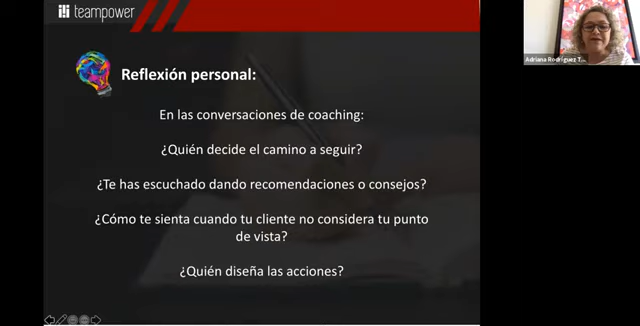 teampower
Adriana Rodríguez T...
Reflexión personal:
En las conversaciones de coaching:
¿Quién decide el camino a seguir?
¿Te has escuchado dando recomendaciones o consejos?
¿Cómo te sienta cuando tu cliente no considera tu punto
de vista?
¿Quién diseña las acciones?